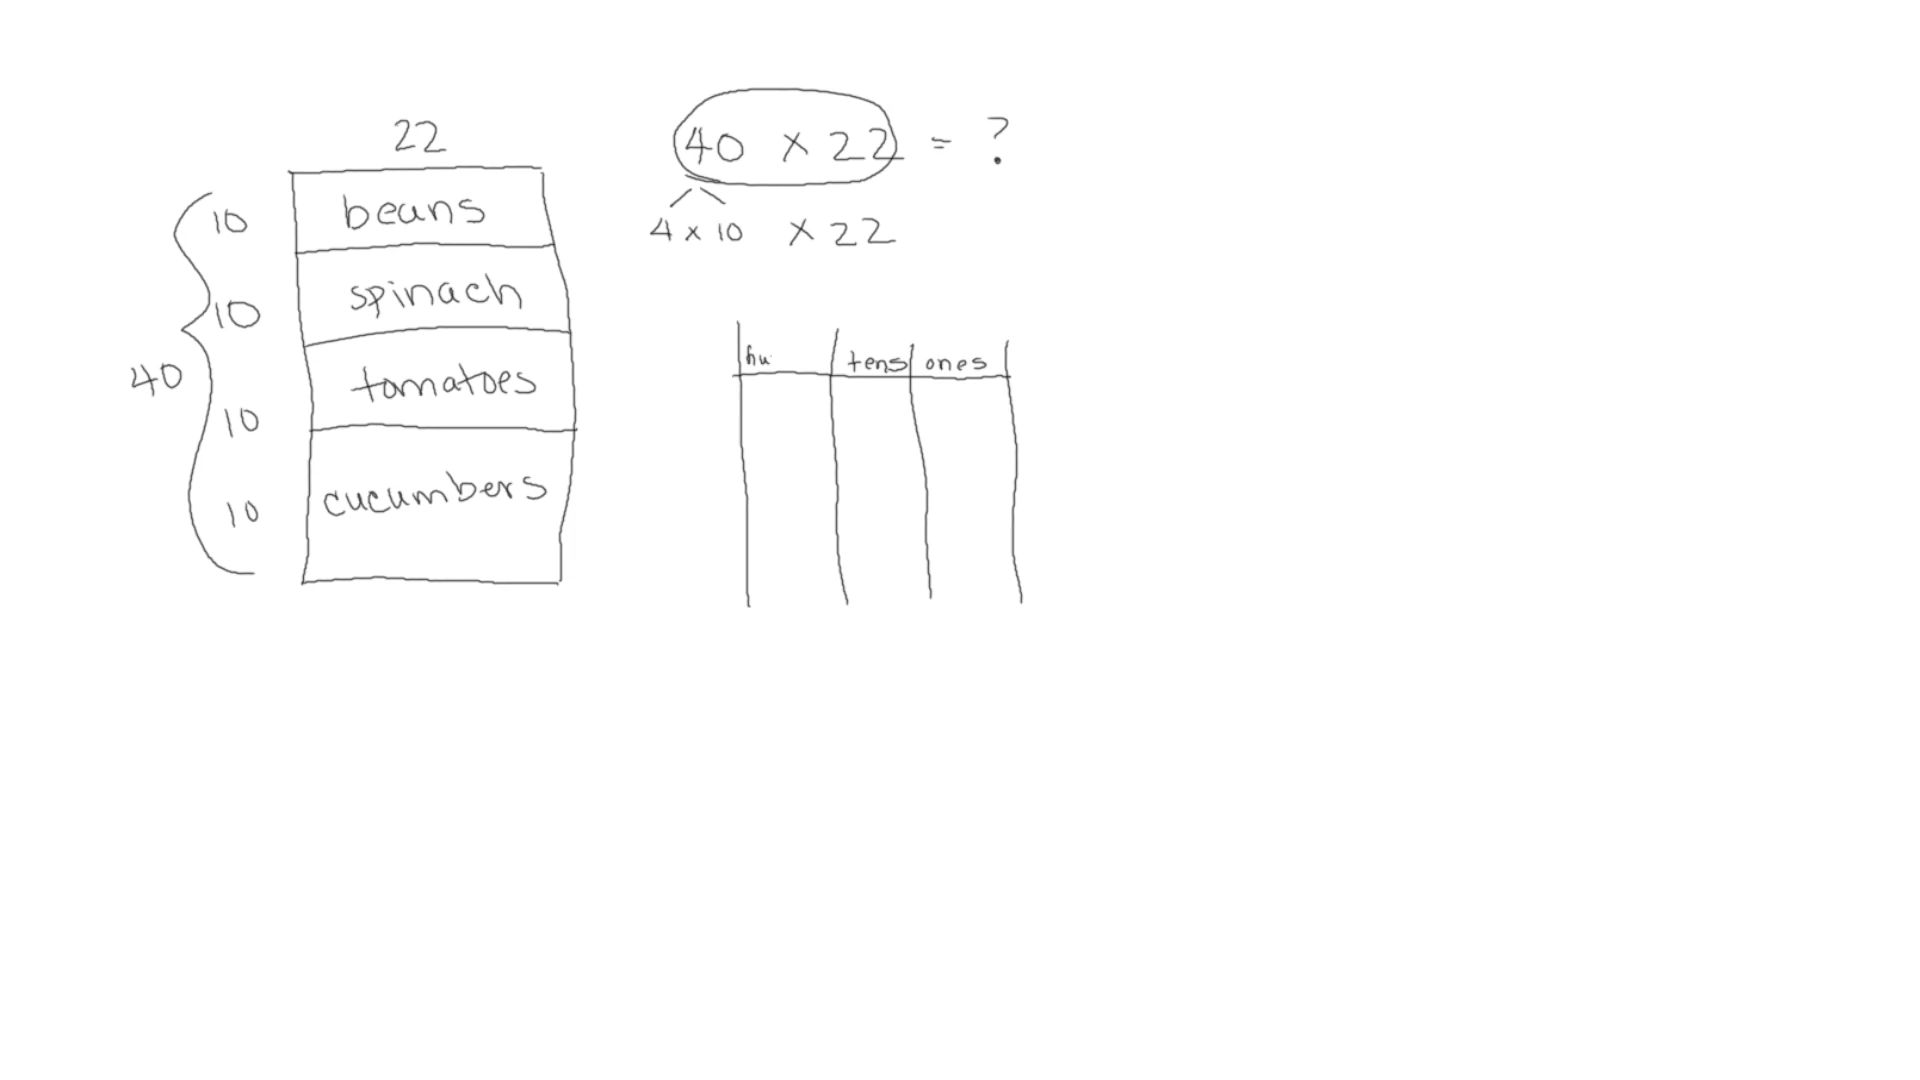 22
40 × 22 = ?
10 beans
4 × 10 × 22
10 spinach
hu tens ones
40
10 tomatoes
10 cucumbers